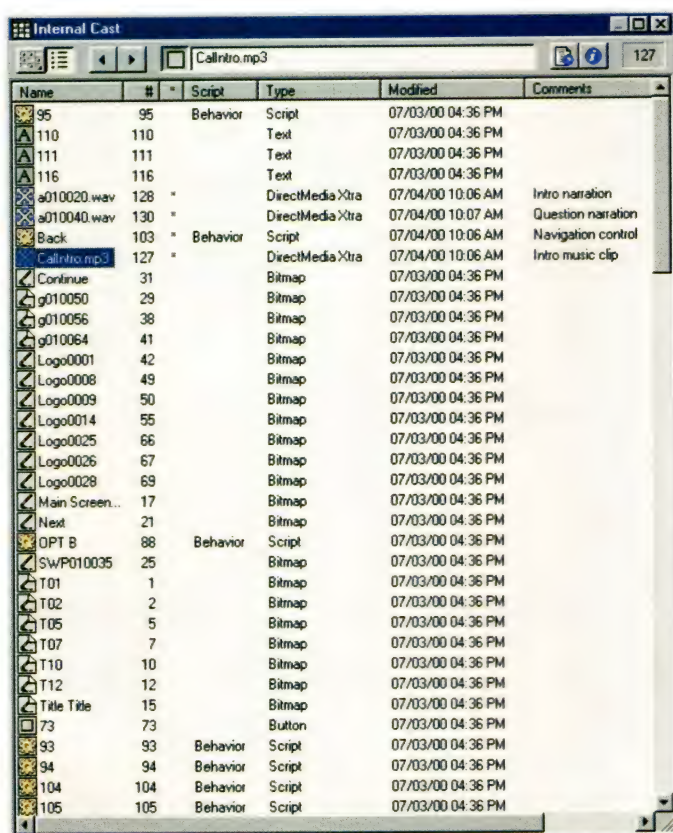 Internal Cast
CalIntro.mp3 127
Name # * Script Type Modified Comments
95 95 Behavior Script 07/03/00 04:36 PM
110 110 Text 07/03/00 04:36 PM
111 111 Text 07/03/00 04:36 PM
116 116 Text 07/03/00 04:36 PM
a010020.wav 128 * DirectMedia Xtra 07/04/00 10:06 AM Intro narration
a010040.wav 130 * DirectMedia Xtra 07/04/00 10:07 AM Question narration
Back 103 * Behavior Script 07/04/00 10:06 AM Navigation control
CalIntro.mp3 127 * DirectMedia Xtra 07/04/00 10:06 AM Intro music clip
Continue 31 Bitmap 07/03/00 04:36 PM
g010050 29 Bitmap 07/03/00 04:36 PM
g010056 38 Bitmap 07/03/00 04:36 PM
g010064 41 Bitmap 07/03/00 04:36 PM
Logo0001 42 Bitmap 07/03/00 04:36 PM
Logo0008 49 Bitmap 07/03/00 04:36 PM
Logo0009 50 Bitmap 07/03/00 04:36 PM
Logo0014 55 Bitmap 07/03/00 04:36 PM
Logo0025 66 Bitmap 07/03/00 04:36 PM
Logo0026 67 Bitmap 07/03/00 04:36 PM
Logo0028 69 Bitmap 07/03/00 04:36 PM
Main Screen... 17 Bitmap 07/03/00 04:36 PM
Next 21 Bitmap 07/03/00 04:36 PM
OPT B 88 Behavior Script 07/03/00 04:36 PM
SWP010035 25 Bitmap 07/03/00 04:36 PM
T01 1 Bitmap 07/03/00 04:36 PM
T02 2 Bitmap 07/03/00 04:36 PM
T05 5 Bitmap 07/03/00 04:36 PM
T07 7 Bitmap 07/03/00 04:36 PM
T10 10 Bitmap 07/03/00 04:36 PM
T12 12 Bitmap 07/03/00 04:36 PM
Title Title 15 Bitmap 07/03/00 04:36 PM
73 73 Button 07/03/00 04:36 PM
93 93 Behavior Script 07/03/00 04:36 PM
94 94 Behavior Script 07/03/00 04:36 PM
104 104 Behavior Script 07/03/00 04:36 PM
105 105 Behavior Script 07/03/00 04:36 PM